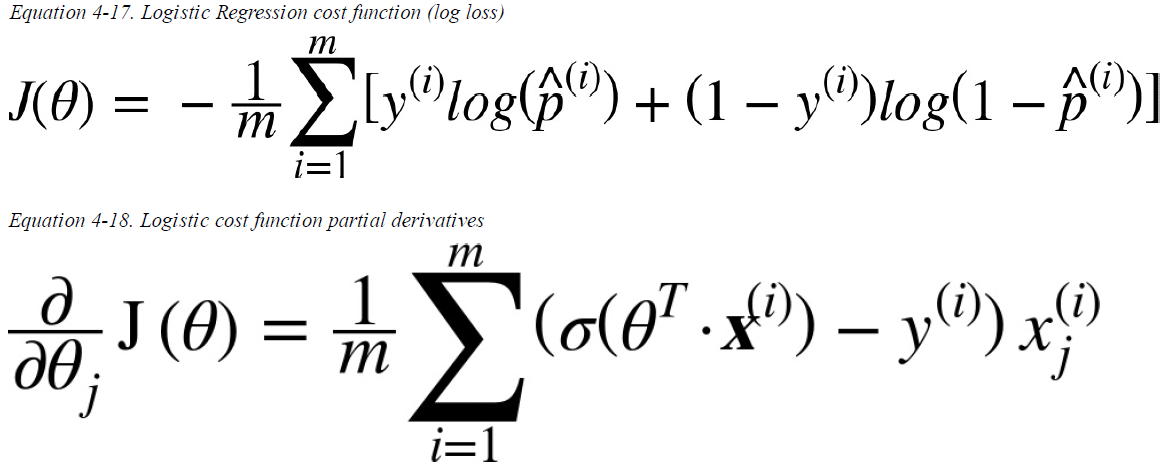 Equation 4-17. Logistic Regression cost function (log loss)
J(θ) = − 1/m ∑_{i=1}^{m} [y^{(i)} log(p̂^{(i)}) + (1 − y^{(i)}) log(1 − p̂^{(i)})]
Equation 4-18. Logistic cost function partial derivatives
∂/∂θ_j J (θ) = 1/m ∑_{i=1}^{m} (σ(θ^T · x^{(i)}) − y^{(i)}) x_j^{(i)}